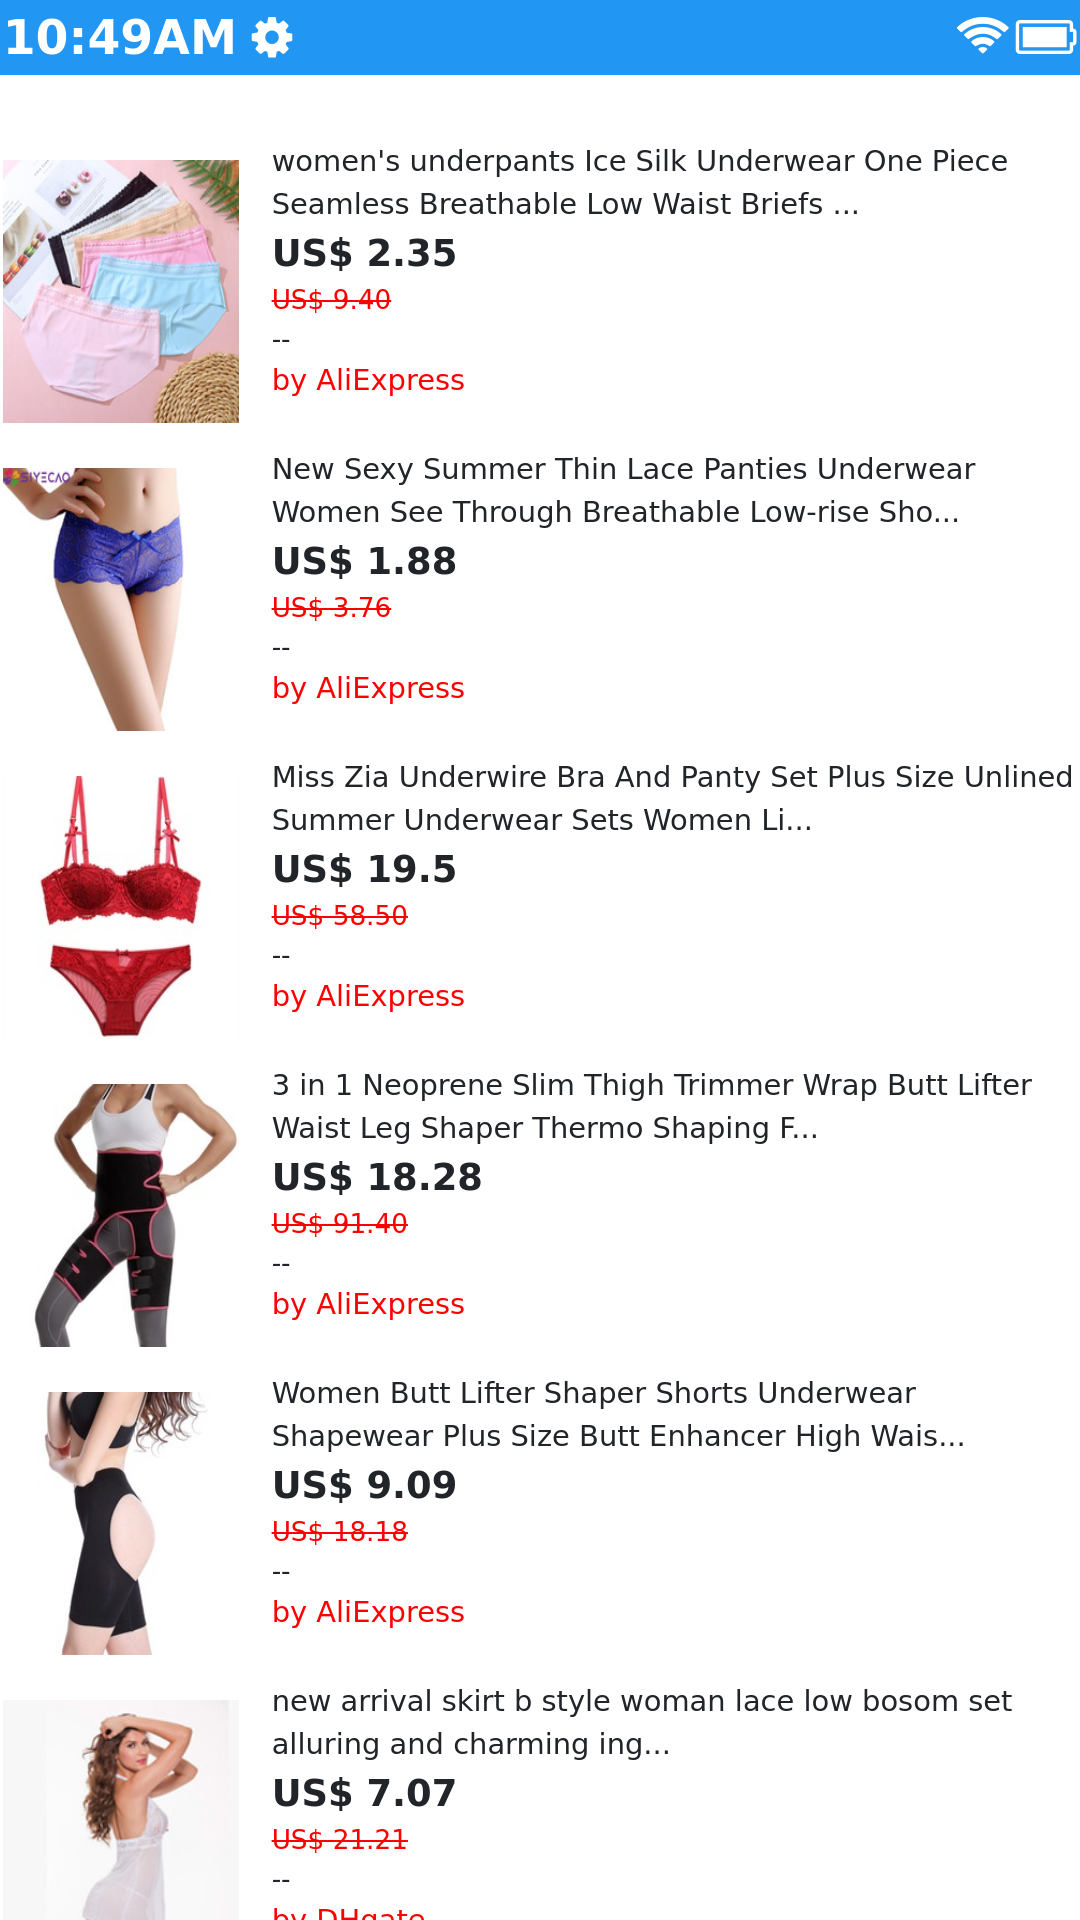 10:49AM
women's underpants Ice Silk Underwear One Piece
Seamless Breathable Low Waist Briefs ...
US$ 2.35
US$ 9.40
--
by AliExpress
SIYECAO
New Sexy Summer Thin Lace Panties Underwear
Women See Through Breathable Low-rise Sho...
US$ 1.88
US$ 3.76
--
by AliExpress
Miss Zia Underwire Bra And Panty Set Plus Size Unlined
Summer Underwear Sets Women Li...
US$ 19.5
US$ 58.50
--
by AliExpress
3 in 1 Neoprene Slim Thigh Trimmer Wrap Butt Lifter
Waist Leg Shaper Thermo Shaping F...
US$ 18.28
US$ 91.40
--
by AliExpress
Women Butt Lifter Shaper Shorts Underwear
Shapewear Plus Size Butt Enhancer High Wais...
US$ 9.09
US$ 18.18
--
by AliExpress
new arrival skirt b style woman lace low bosom set
alluring and charming ing...
US$ 7.07
US$ 21.21
--
by DHgate